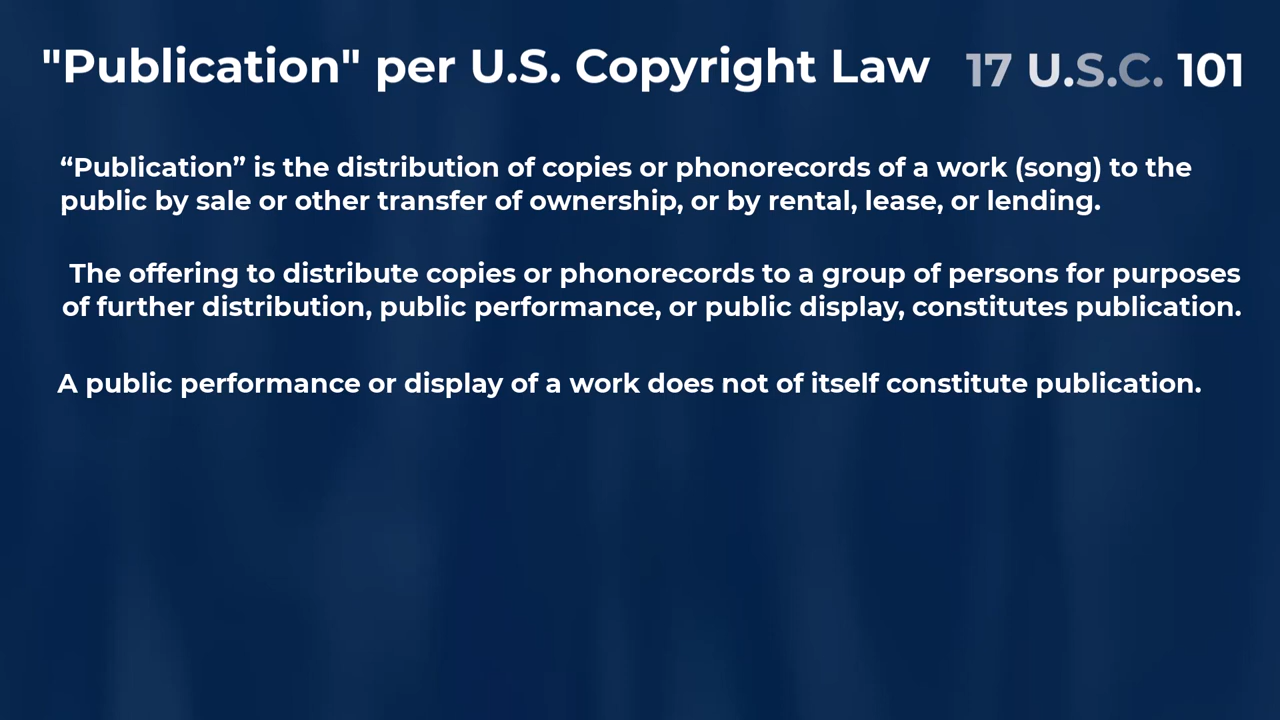 "Publication" per U.S. Copyright Law 17 U.S.C. 101
“Publication” is the distribution of copies or phonorecords of a work (song) to the
public by sale or other transfer of ownership, or by rental, lease, or lending.
The offering to distribute copies or phonorecords to a group of persons for purposes
of further distribution, public performance, or public display, constitutes publication.
A public performance or display of a work does not of itself constitute publication.